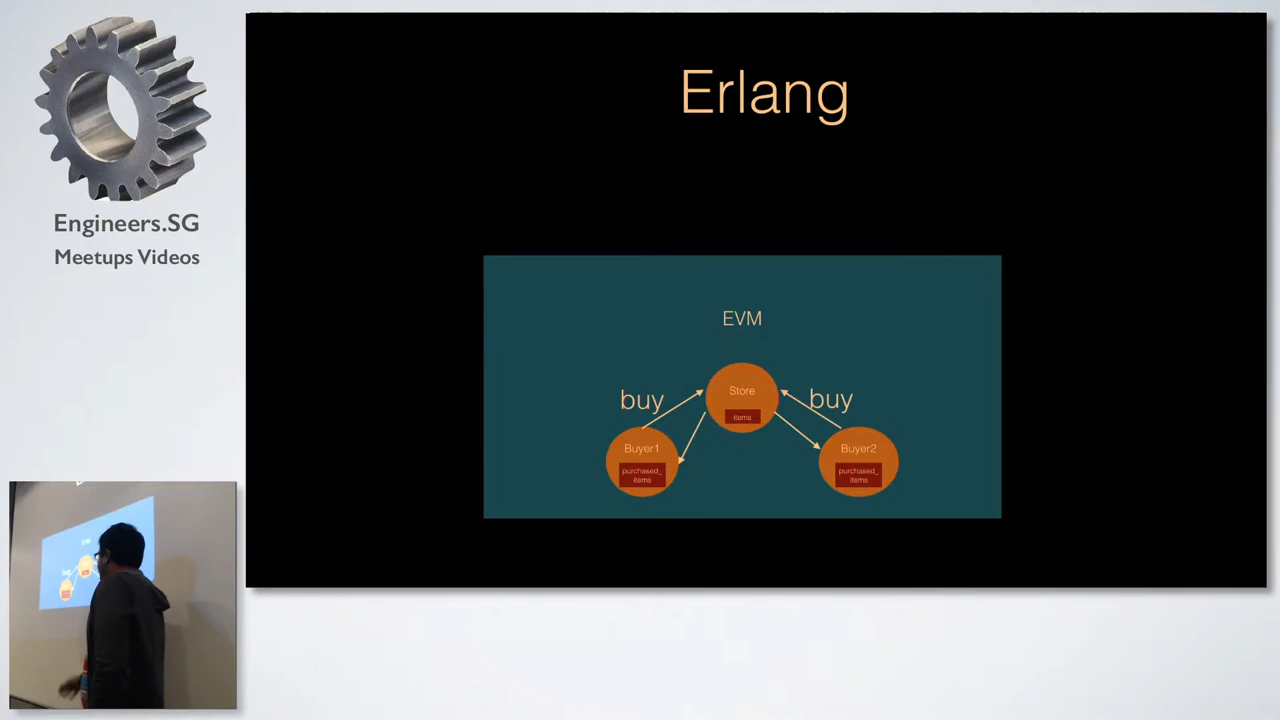 Engineers.SG
Meetups Videos
Erlang
EVM
buy
Store
items
buy
Buyer1
purchased_
items
Buyer2
purchased_
items